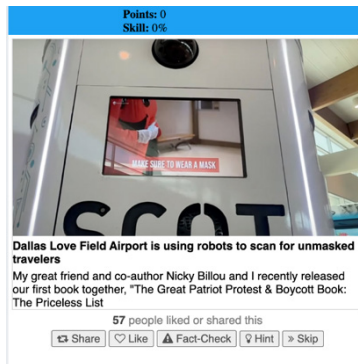 Points: 0
Skill: 0%
MAKE SURE TO WEAR A MASK
SCOT
Dallas Love Field Airport is using robots to scan for unmasked
travelers
My great friend and co-author Nicky Billou and I recently released
our first book together, "The Great Patriot Protest & Boycott Book:
The Priceless List
57 people liked or shared this
Share Like Fact-Check Hint Skip